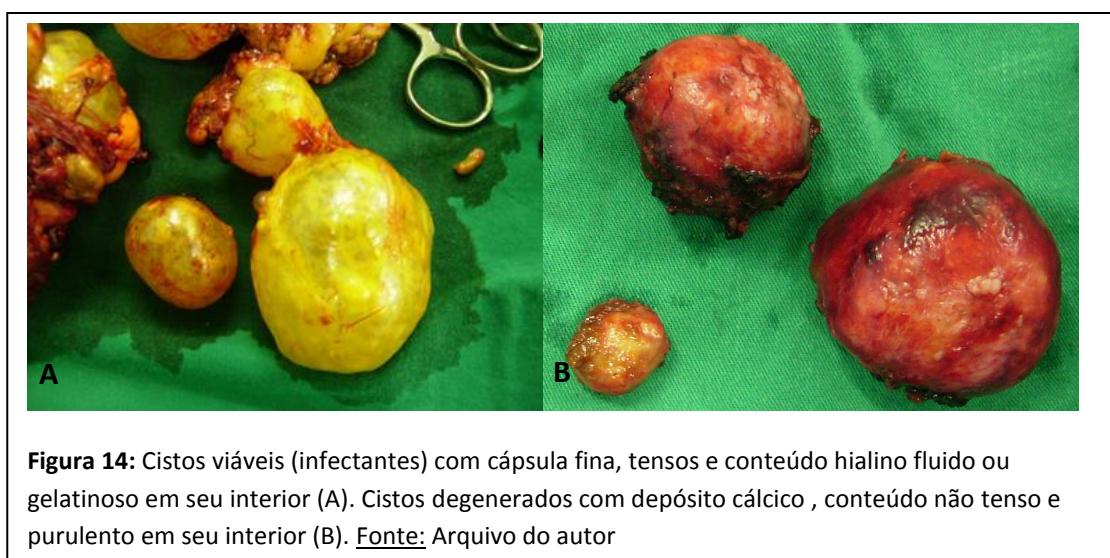 A
B
Figura 14: Cistos viáveis (infectantes) com cápsula fina, tensos e conteúdo hialino fluido ou
gelatinoso em seu interior (A). Cistos degenerados com depósito cálcico , conteúdo não tenso e
purulento em seu interior (B). Fonte: Arquivo do autor